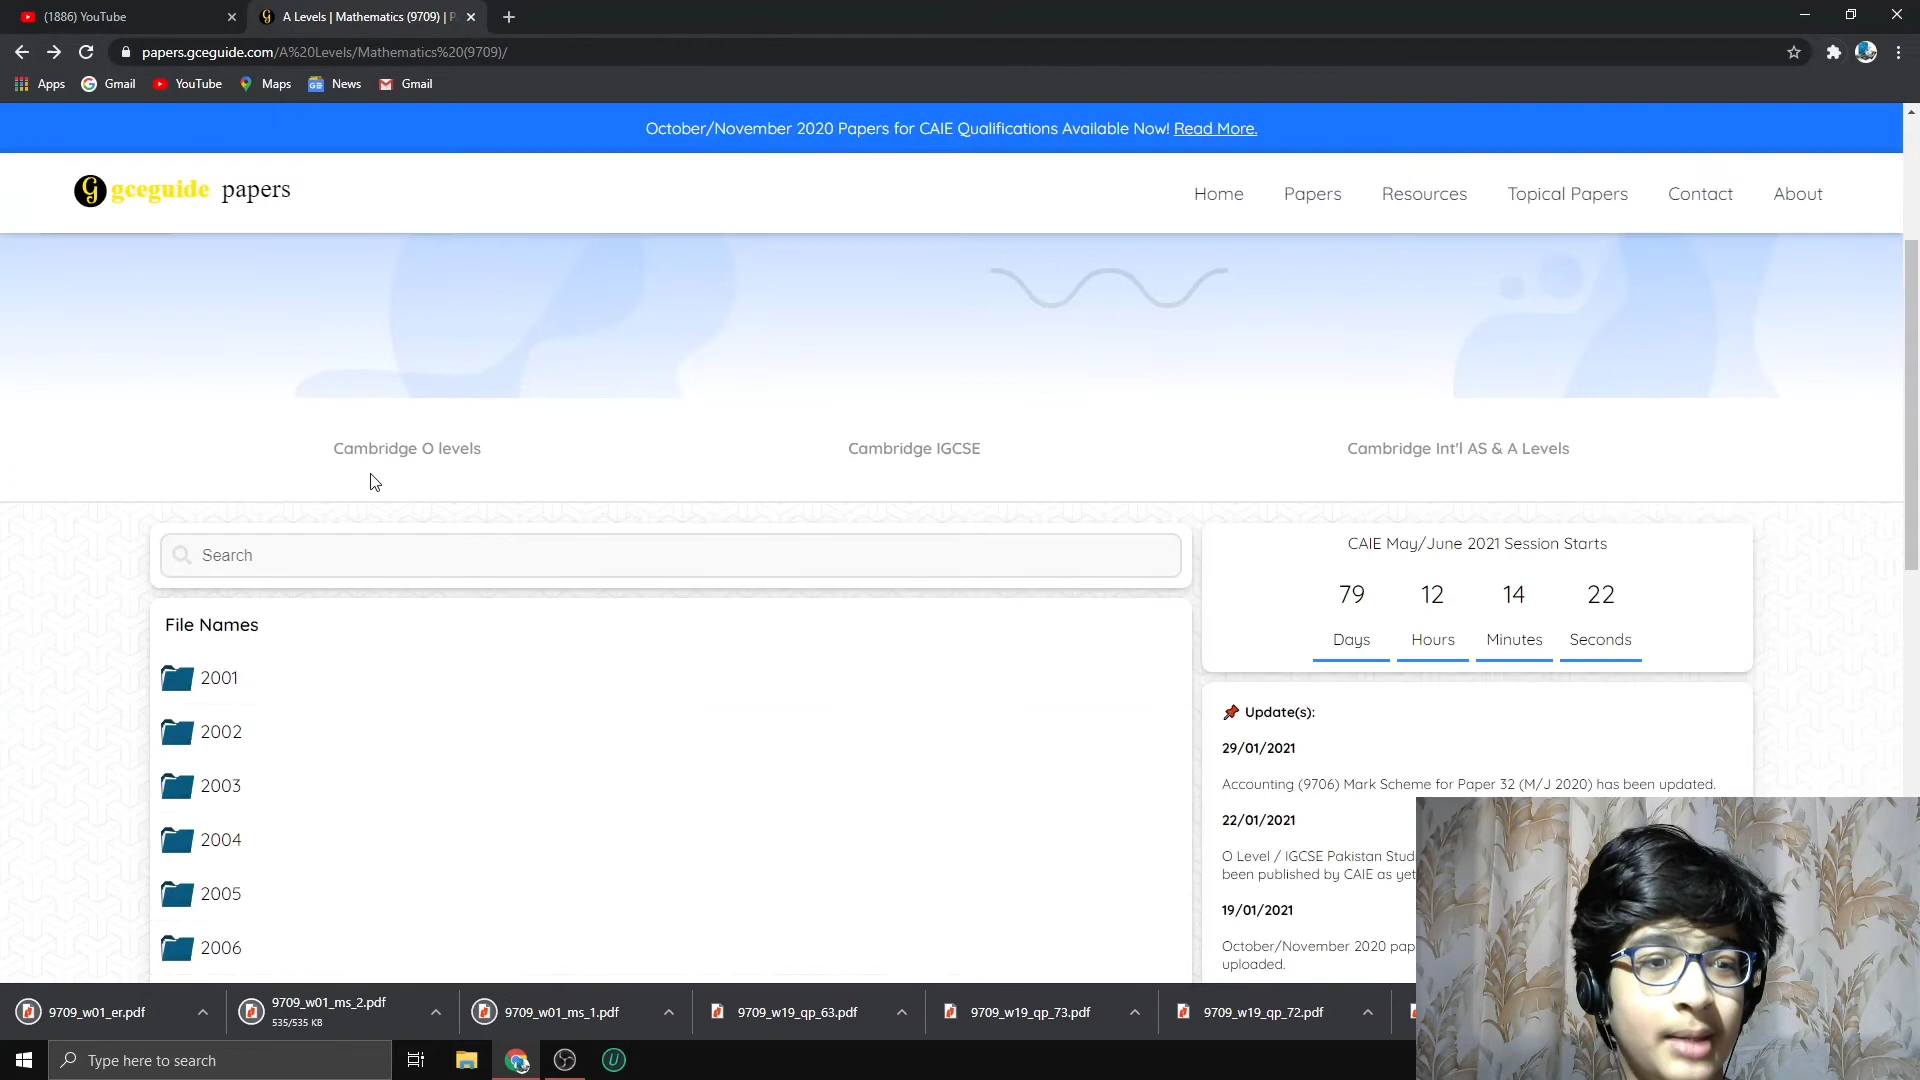 (1886) YouTube
A Levels | Mathematics (9709) | P
papers.gceguide.com/A%20Levels/Mathematics%20(9709)/
Apps
Gmail
YouTube
Maps
News
Gmail
October/November 2020 Papers for CAIE Qualifications Available Now! Read More.
gceguide papers
Home
Papers
Resources
Topical Papers
Contact
About
Cambridge O levels
Cambridge IGCSE
Cambridge Int'l AS & A Levels
Search
File Names
2001
2002
2003
2004
2005
2006
CAIE May/June 2021 Session Starts
79 12 14 22
Days Hours Minutes Seconds
Update(s):
29/01/2021
Accounting (9706) Mark Scheme for Paper 32 (M/J 2020) has been updated.
22/01/2021
O Level / IGCSE Pakistan Stud
been published by CAIE as yet
19/01/2021
October/November 2020 pap
uploaded.
9709_w01_er.pdf
9709_w01_ms_2.pdf
535/535 KB
9709_w01_ms_1.pdf
9709_w19_qp_63.pdf
9709_w19_qp_73.pdf
9709_w19_qp_72.pdf
Type here to search